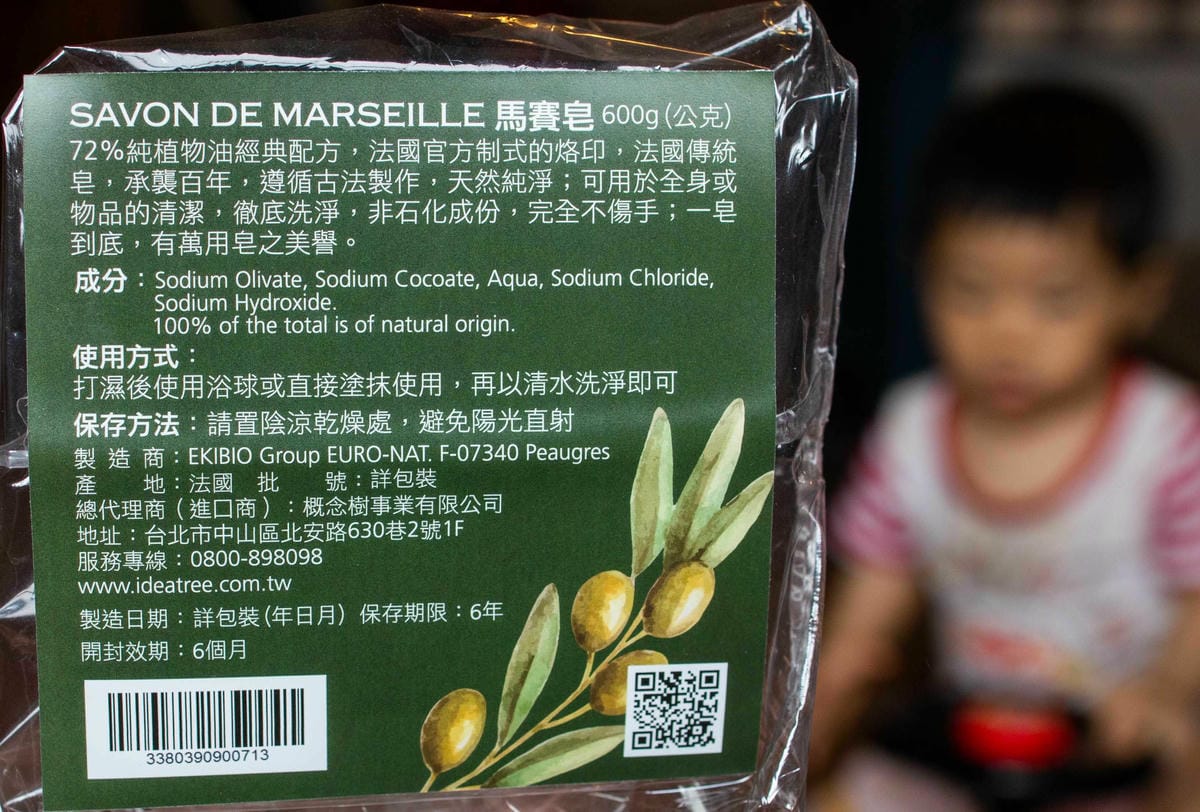 SAVON DE MARSEILLE 馬賽皂 600g(公克)
72%純植物油經典配方，法國官方制式的烙印，法國傳統
皂，承襲百年，遵循古法製作，天然純淨；可用於全身或
物品的清潔，徹底洗淨，非石化成份，完全不傷手；一皂
到底，有萬用皂之美譽。
成分：Sodium Olivate, Sodium Cocoate, Aqua, Sodium Chloride,
Sodium Hydroxide.
100% of the total is of natural origin.
使用方式：
打濕後使用浴球或直接塗抹使用，再以清水洗淨即可
保存方法：請置陰涼乾燥處，避免陽光直射
製造商：EKIBIO Group EURO-NAT. F-07340 Peaugres
產地：法國 批號：詳包裝
總代理商（進口商）：概念樹事業有限公司
地址：台北市中山區北安路630巷2號1F
服務專線：0800-898098
www.ideatree.com.tw
製造日期：詳包裝(年日月) 保存期限：6年
開封效期：6個月
3380390900713